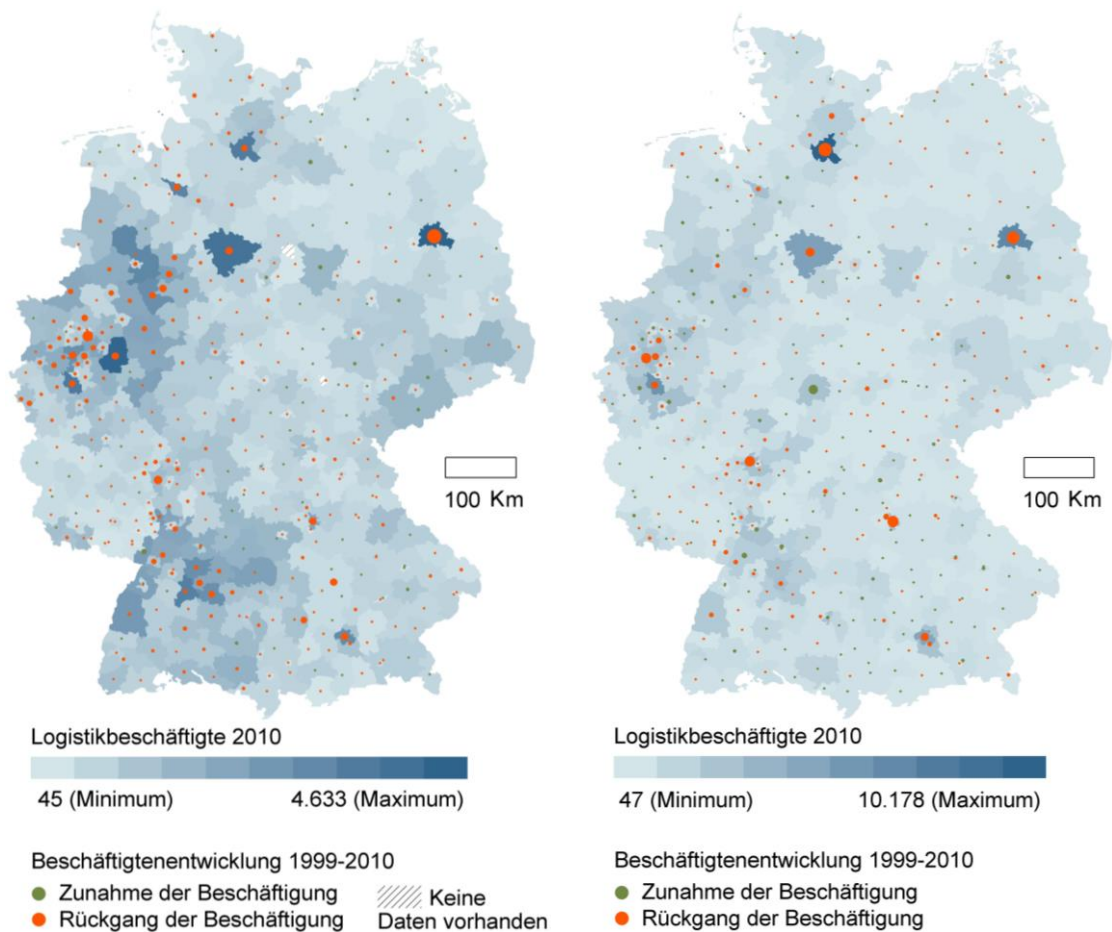 100 Km
100 Km
Logistikbeschäftigte 2010
45 (Minimum) 4.633 (Maximum)
Beschäftigtenentwicklung 1999-2010
Zunahme der Beschäftigung
Rückgang der Beschäftigung
Keine
Daten vorhanden
Logistikbeschäftigte 2010
47 (Minimum) 10.178 (Maximum)
Beschäftigtenentwicklung 1999-2010
Zunahme der Beschäftigung
Rückgang der Beschäftigung